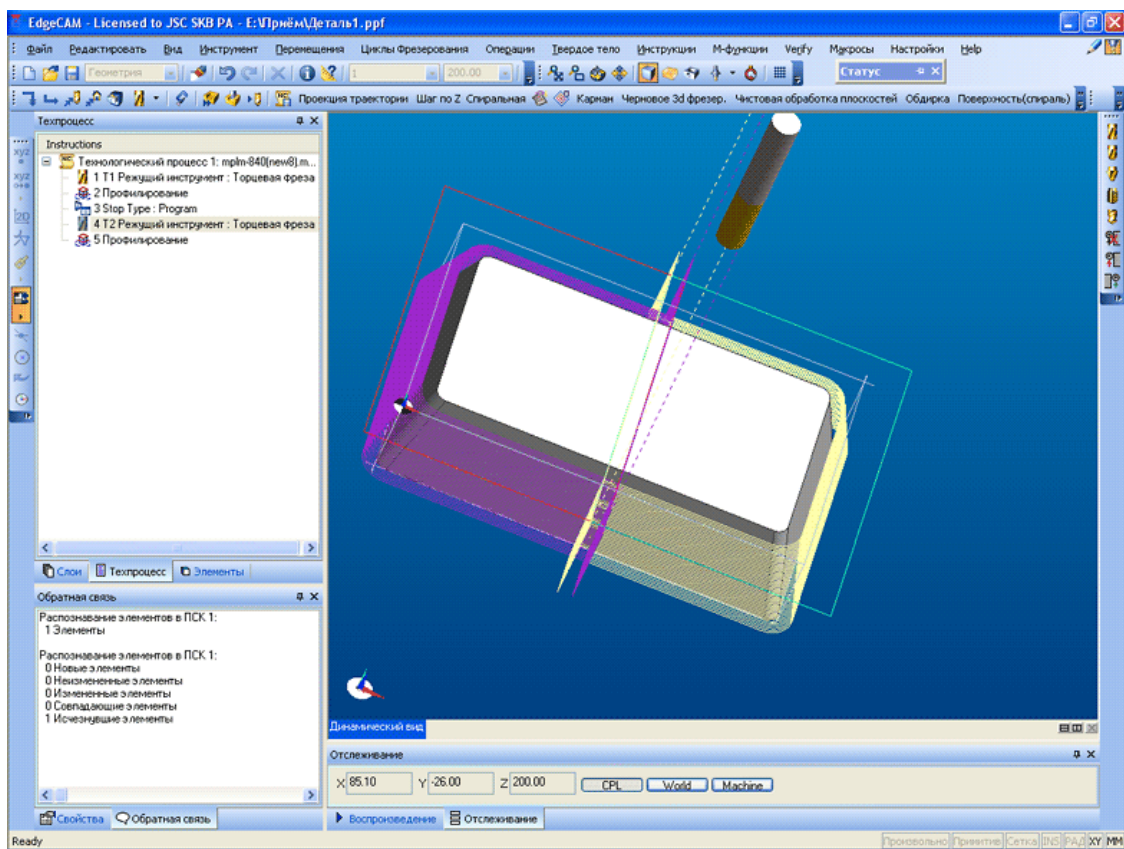 EdgeCAM - Licensed to JSC SKB PA - E:\Приём\Деталь1.ppf
Файл Редактировать Вид Инструмент Перемещения Циклы Фрезерования Операции Твердое тело Инструкции М-функции Verify Макросы Настройки Help
Геометрия 1 200.00 Статус
Проекция траектории Шаг по Z Спиральная Карман Черновое 3d фрезер. Чистовая обработка плоскостей Обдирка Поверхность(спираль)
Техпроцесс
Instructions
Технологический процесс 1: mplm-840(new8).m...
1 T1 Режущий инструмент : Торцевая фреза
2 Профилирование
3 Stop Type : Program
4 T2 Режущий инструмент : Торцевая фреза
5 Профилирование
Слои Техпроцесс Элементы
Обратная связь
Распознавание элементов в ПСК 1:
1 Элементы
Распознавание элементов в ПСК 1:
0 Новые элементы
0 Неизмененные элементы
0 Измененные элементы
0 Совпадающие элементы
1 Исчезнувшие элементы
Свойства Обратная связь
Динамический вид
Отслеживание
X 85.10 Y -26.00 Z 200.00 CPL World Machine
Воспроизведение Отслеживание
Ready Произвольно Примитив Сетка INS РАД XY MM